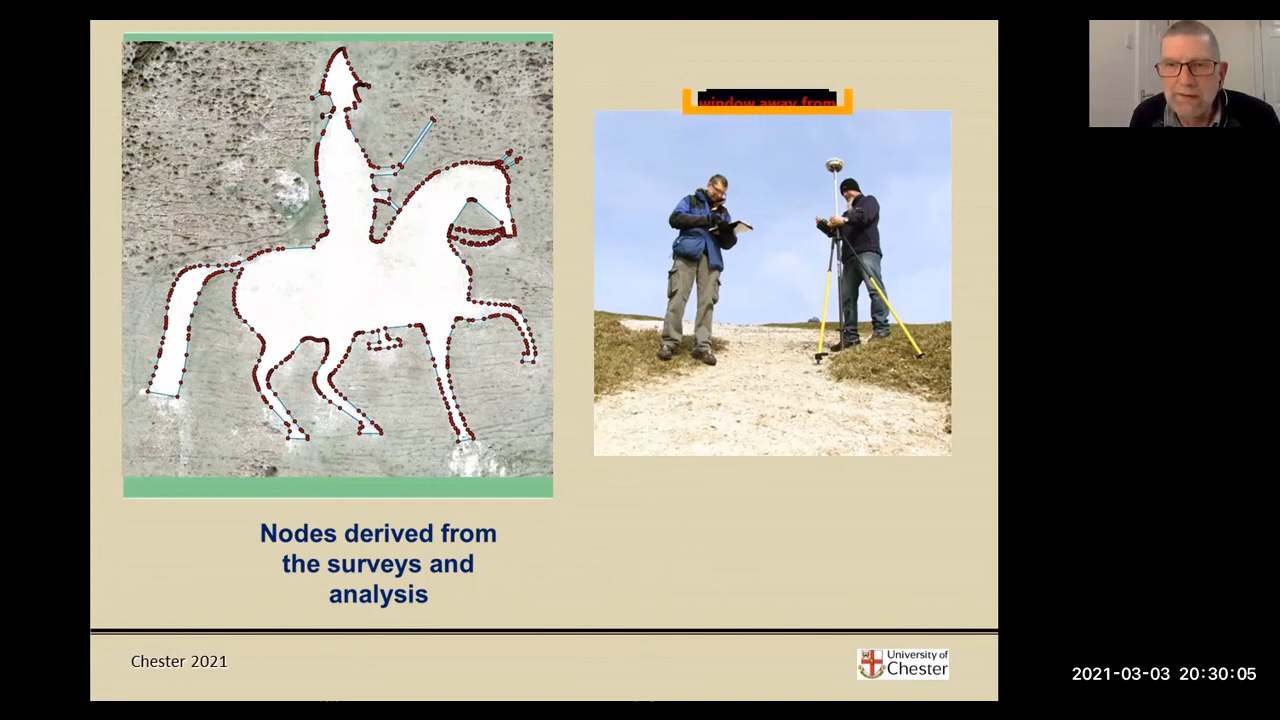 window away from
Nodes derived from
the surveys and
analysis
Chester 2021
University of
Chester
2021-03-03 20:30:05